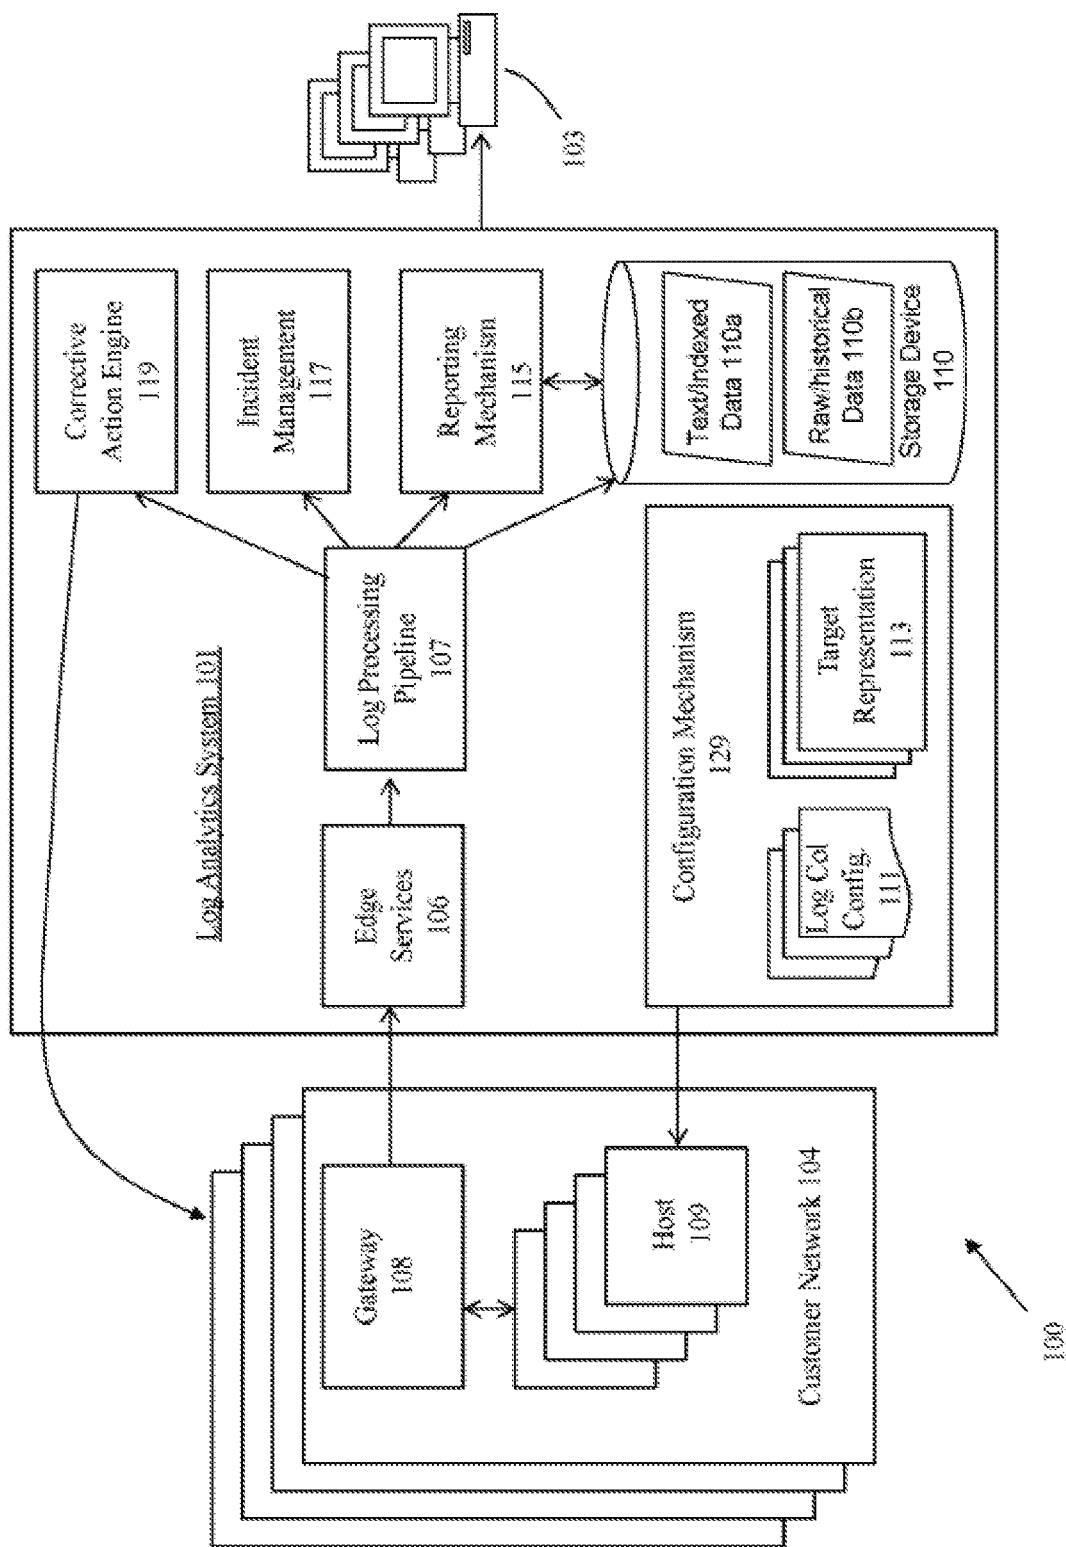 Log Analytics System 101
Corrective
Action Engine
119
Incident
Management
117
Reporting
Mechanism
115
Log Processing
Pipeline
107
Edge
Services
106
Gateway
108
Host
109
Customer Network 104
Configuration Mechanism
129
Log Col
Config.
111
Target
Representation
113
Text/Indexed
Data 110a
Raw/historical
Data 110b
Storage Device
110
103
100